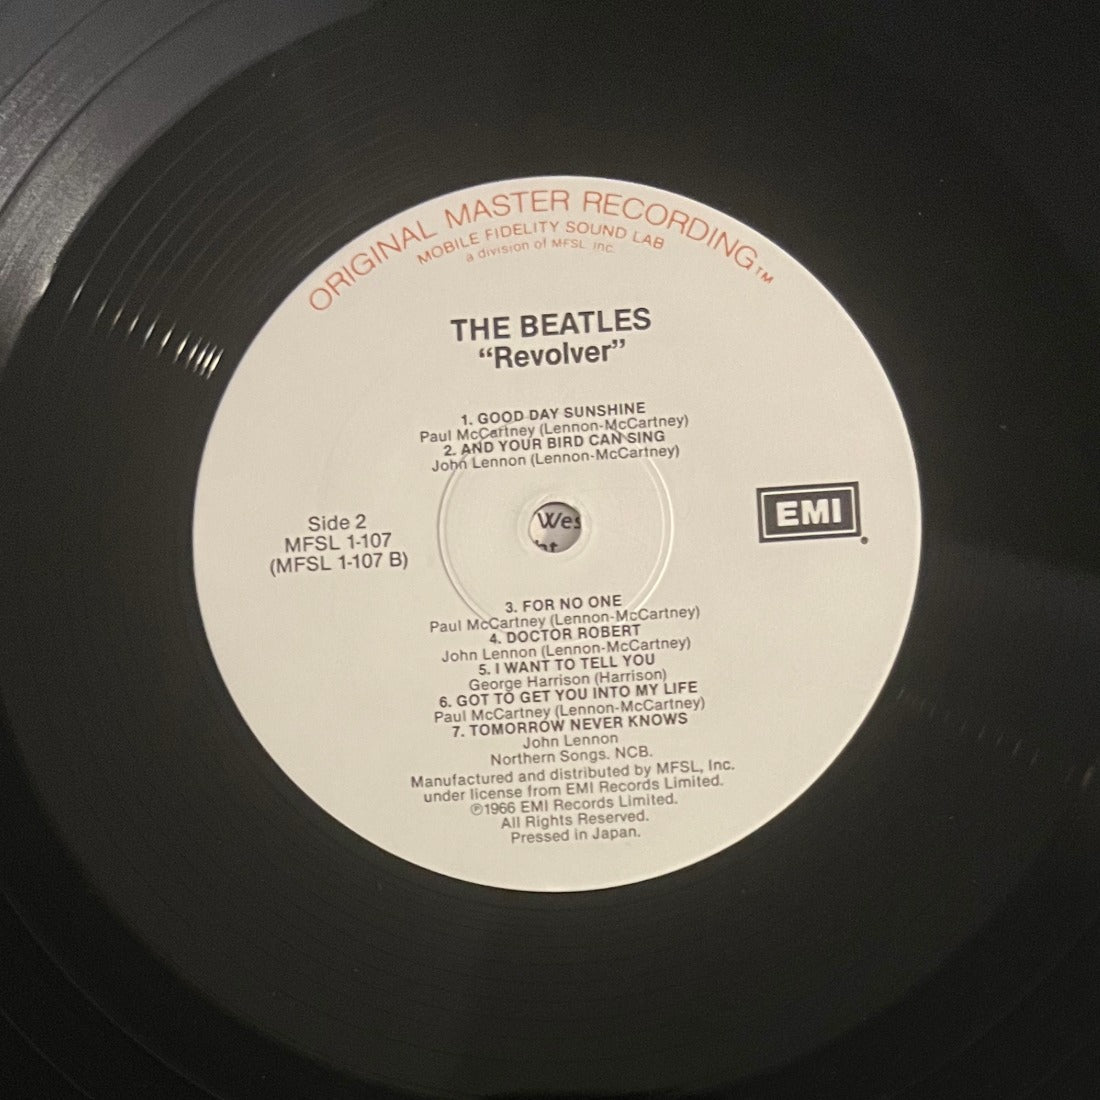 ORIGINAL MASTER RECORDING™
MOBILE FIDELITY SOUND LAB
a division of MFSL, Inc.
THE BEATLES
“Revolver”
1. GOOD DAY SUNSHINE
Paul McCartney (Lennon-McCartney)
2. AND YOUR BIRD CAN SING
John Lennon (Lennon-McCartney)
Side 2
MFSL 1-107
(MFSL 1-107 B)
EMI
3. FOR NO ONE
Paul McCartney (Lennon-McCartney)
4. DOCTOR ROBERT
John Lennon (Lennon-McCartney)
5. I WANT TO TELL YOU
George Harrison (Harrison)
6. GOT TO GET YOU INTO MY LIFE
Paul McCartney (Lennon-McCartney)
7. TOMORROW NEVER KNOWS
John Lennon
Northern Songs. NCB.
Manufactured and distributed by MFSL, Inc.
under license from EMI Records Limited.
℗1966 EMI Records Limited.
All Rights Reserved.
Pressed in Japan.